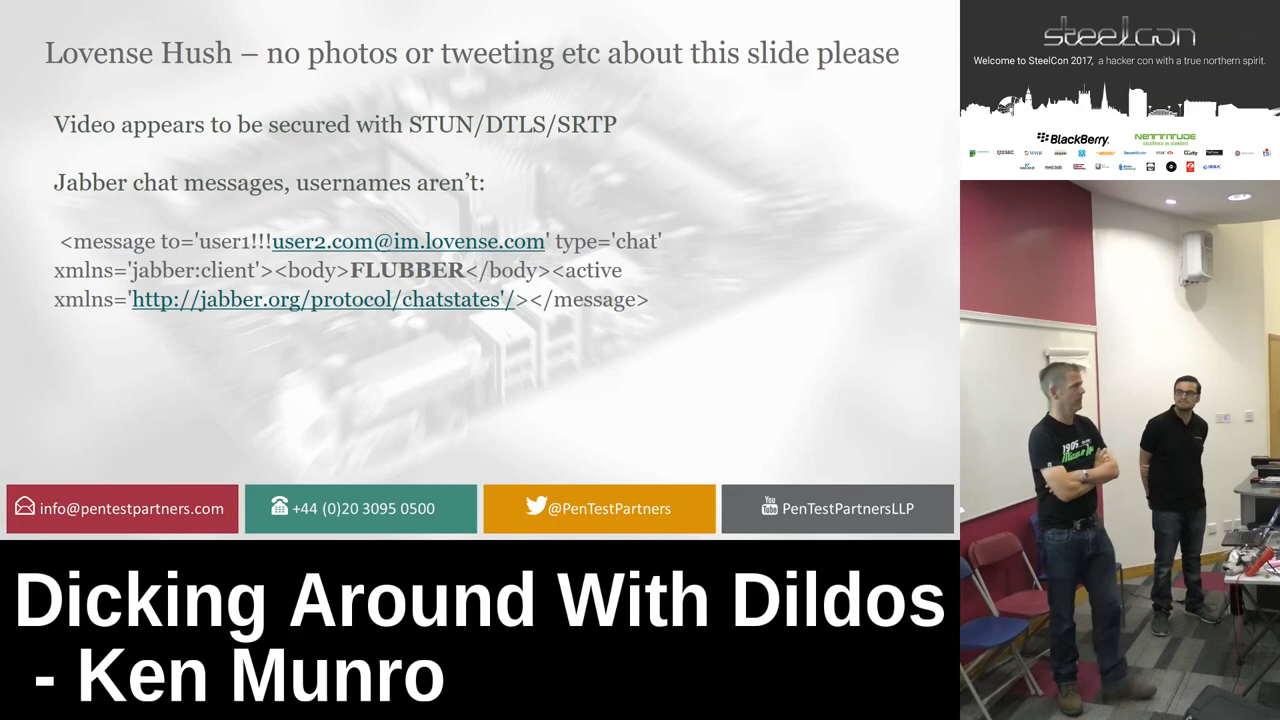 Lovense Hush – no photos or tweeting etc about this slide please
Video appears to be secured with STUN/DTLS/SRTP
Jabber chat messages, usernames aren't:
<message to='user1!!!user2.com@im.lovense.com' type='chat'
xmlns='jabber:client'><body>FLUBBER</body><active
xmlns='http://jabber.org/protocol/chatstates'/></message>
info@pentestpartners.com
+44 (0)20 3095 0500
@PenTestPartners
You Tube PenTestPartnersLLP
Dicking Around With Dildos
- Ken Munro
steelcon
Welcome to SteelCon 2017, a hacker con with a true northern spirit.
BlackBerry
NETTITUDE
1905